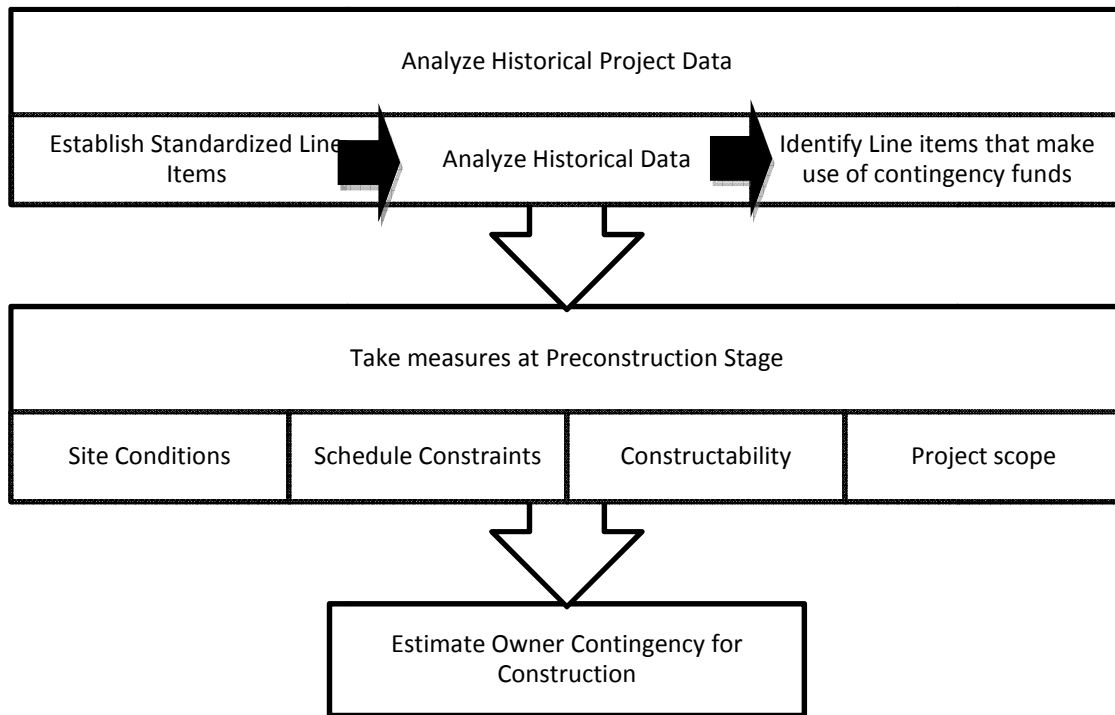 Analyze Historical Project Data
Establish Standardized Line
Items
Analyze Historical Data
Identify Line items that make
use of contingency funds
Take measures at Preconstruction Stage
Site Conditions
Schedule Constraints
Constructability
Project scope
Estimate Owner Contingency for
Construction